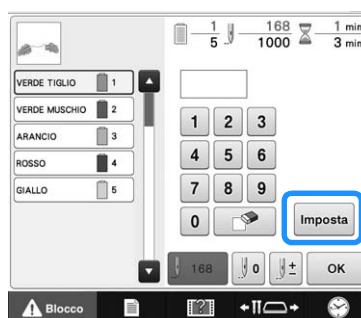 1 168 1 min
5 1000 3 min
VERDE TIGLIO 1
VERDE MUSCHIO 2
1 2 3
ARANCIO 3
ROSSO 4
4 5 6
GIALLO 5
7 8 9
0 Imposta
168 0 ± OK
Blocco ?